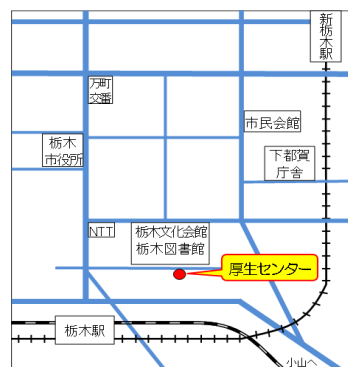 新栃木駅
万町
交番
市民会館
栃木
市役所
下都賀
庁舎
NTT
栃木文化会館
栃木図書館
厚生センター
栃木駅
小山へ